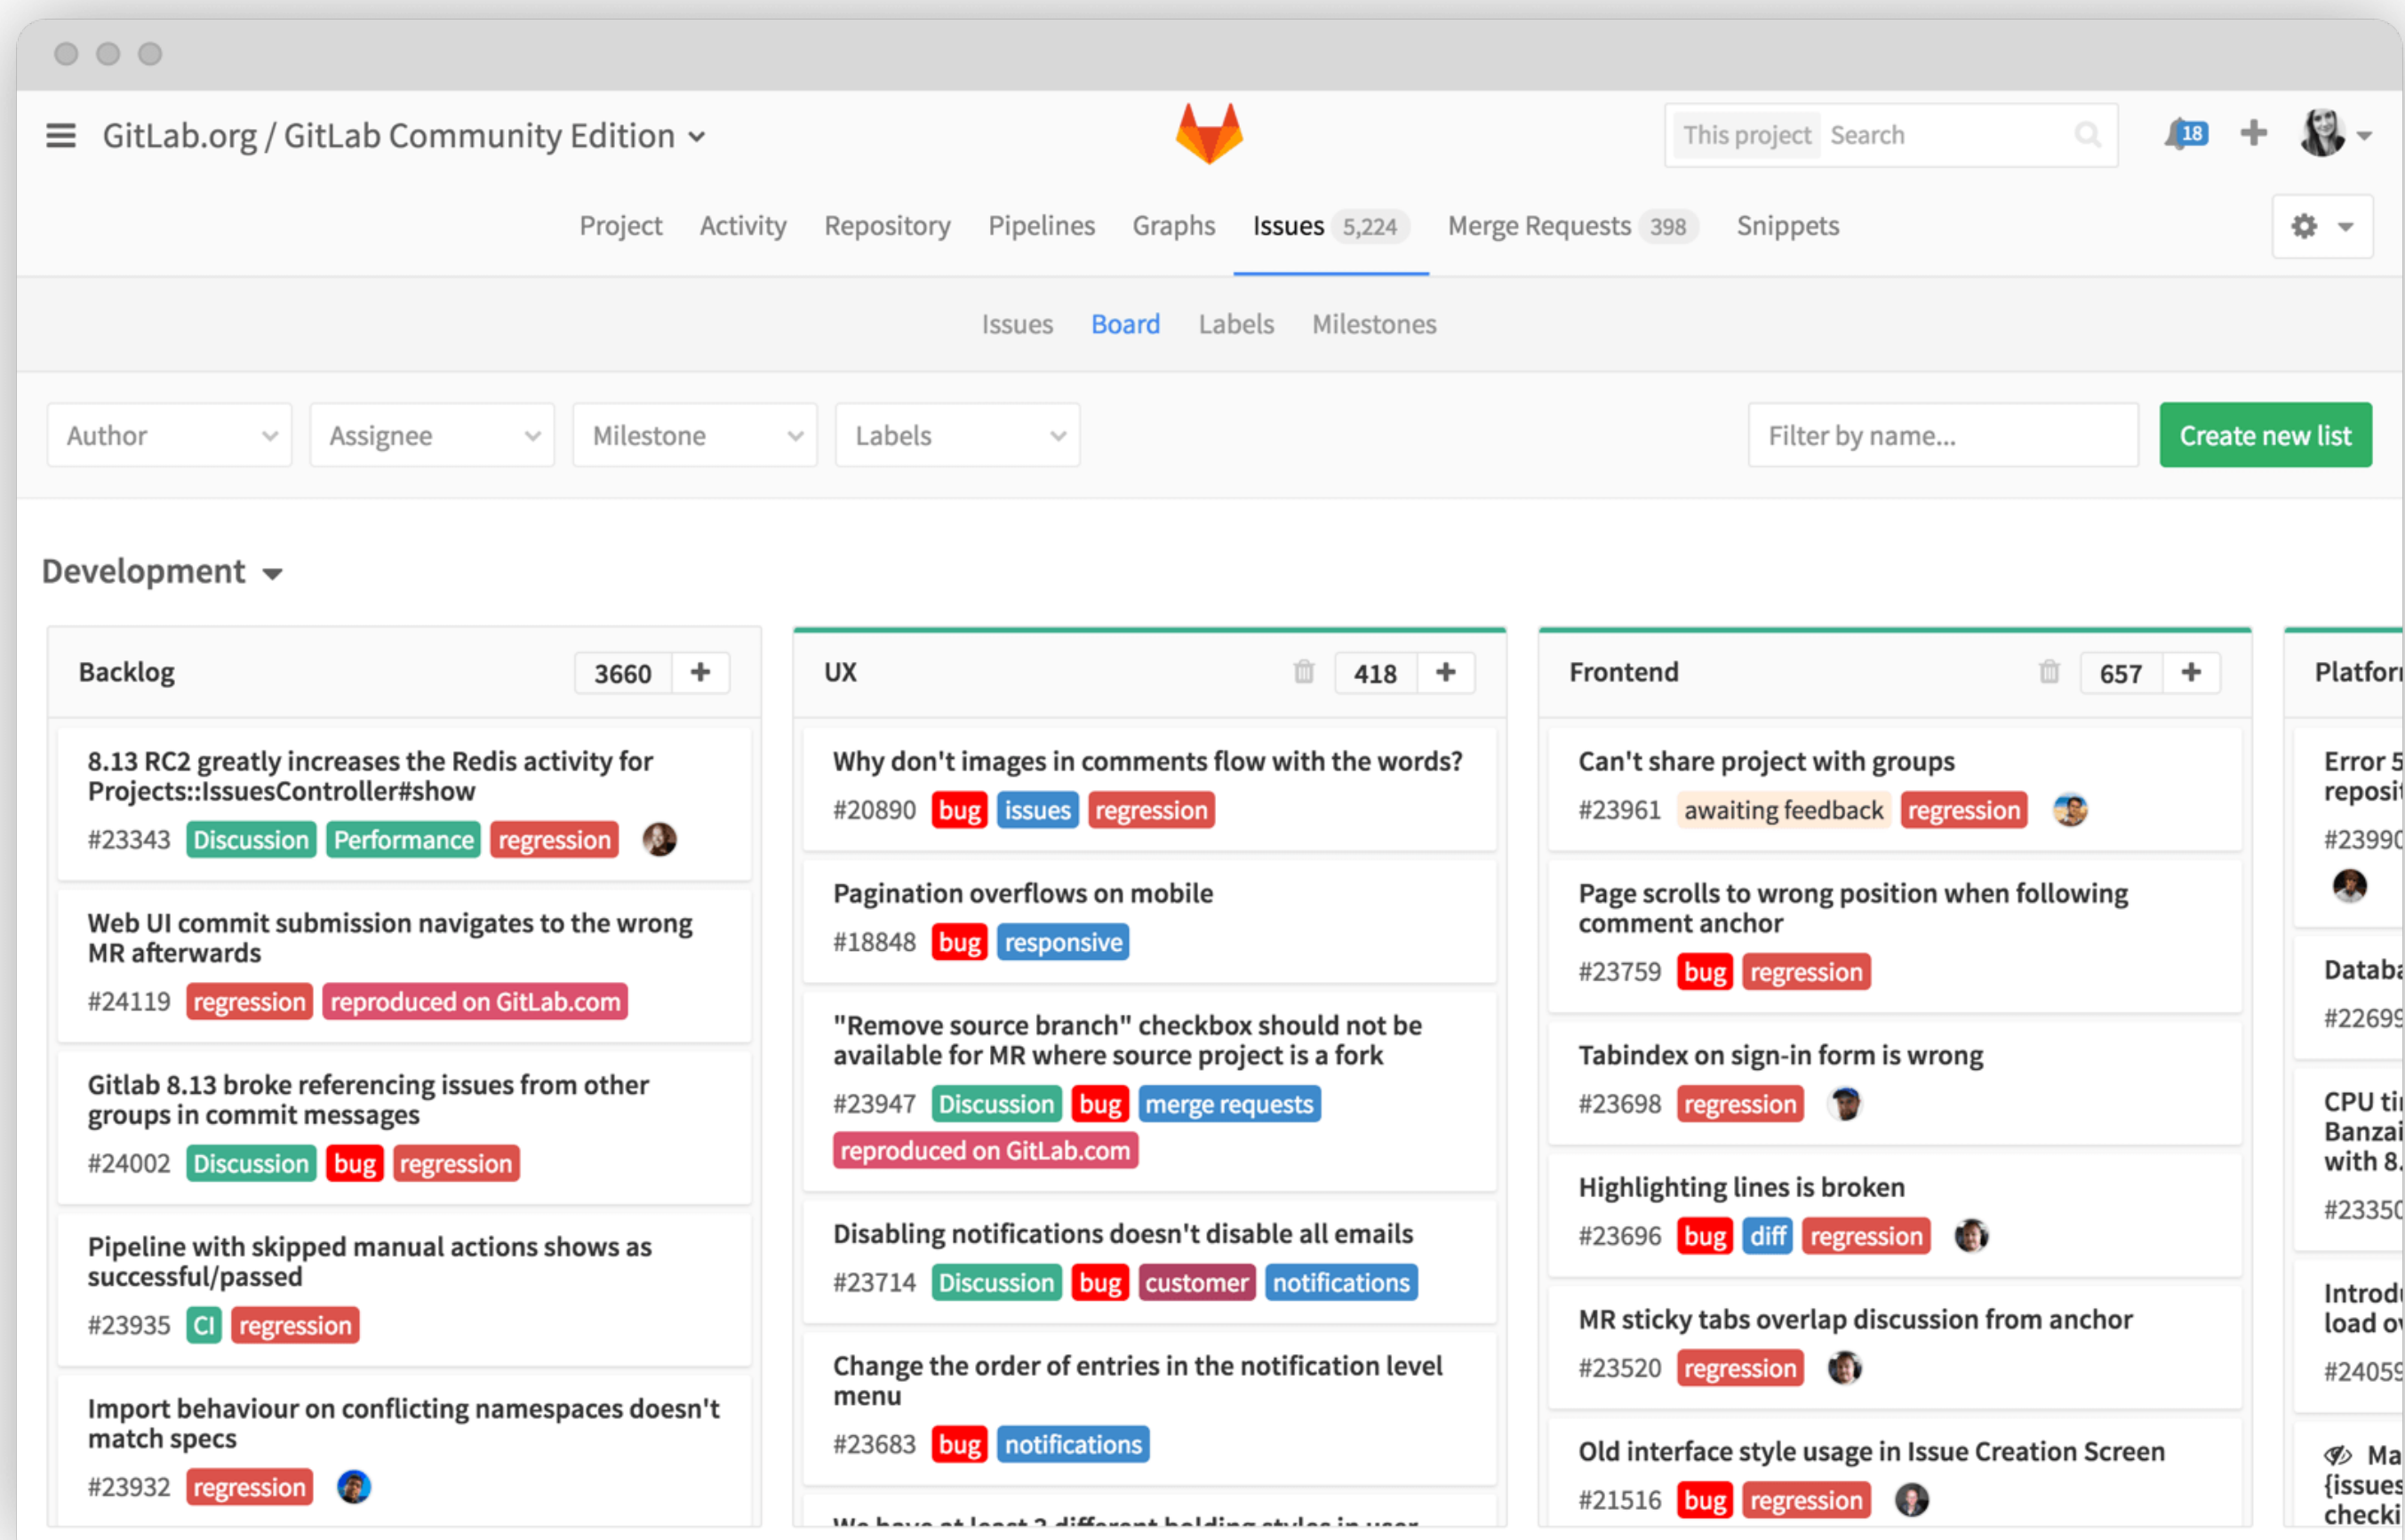 GitLab.org / GitLab Community Edition
This project Search
18
Project Activity Repository Pipelines Graphs Issues 5,224 Merge Requests 398 Snippets
Issues Board Labels Milestones
Author Assignee Milestone Labels Filter by name... Create new list
Development
Backlog 3660
8.13 RC2 greatly increases the Redis activity for
Projects::IssuesController#show
#23343 Discussion Performance regression
Web UI commit submission navigates to the wrong
MR afterwards
#24119 regression reproduced on GitLab.com
Gitlab 8.13 broke referencing issues from other
groups in commit messages
#24002 Discussion bug regression
Pipeline with skipped manual actions shows as
successful/passed
#23935 CI regression
Import behaviour on conflicting namespaces doesn't
match specs
#23932 regression
UX 418
Why don't images in comments flow with the words?
#20890 bug issues regression
Pagination overflows on mobile
#18848 bug responsive
"Remove source branch" checkbox should not be
available for MR where source project is a fork
#23947 Discussion bug merge requests
reproduced on GitLab.com
Disabling notifications doesn't disable all emails
#23714 Discussion bug customer notifications
Change the order of entries in the notification level
menu
#23683 bug notifications
Frontend 657
Can't share project with groups
#23961 awaiting feedback regression
Page scrolls to wrong position when following
comment anchor
#23759 bug regression
Tabindex on sign-in form is wrong
#23698 regression
Highlighting lines is broken
#23696 bug diff regression
MR sticky tabs overlap discussion from anchor
#23520 regression
Old interface style usage in Issue Creation Screen
#21516 bug regression
Error 5
#23990
#22699
CPU
with 8.
#23350
load
#24059